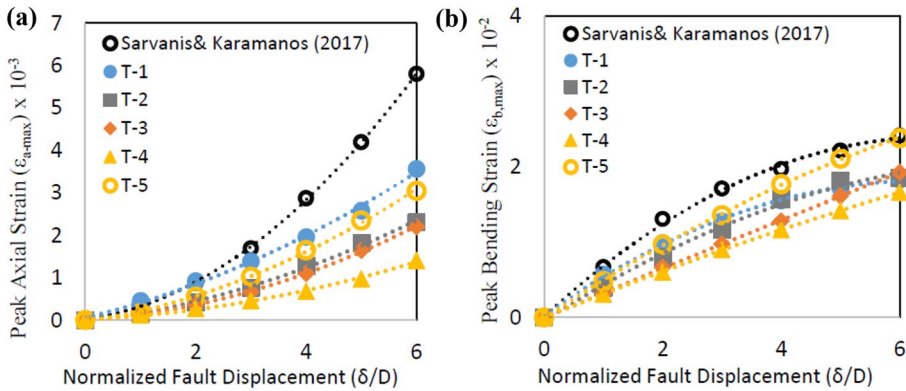 (a)
Peak Axial Strain (εa-max) x 10-3
7
6
5
4
3
2
1
0
Sarvanis& Karamanos (2017)
T-1
T-2
T-3
T-4
T-5
0 2 4 6
Normalized Fault Displacement (δ/D)
(b)
Peak Bending Strain (εb,max) x 10-2
4
2
0
Sarvanis& Karamanos (2017)
T-1
T-2
T-3
T-4
T-5
0 2 4 6
Normalized Fault Displacement (δ/D)